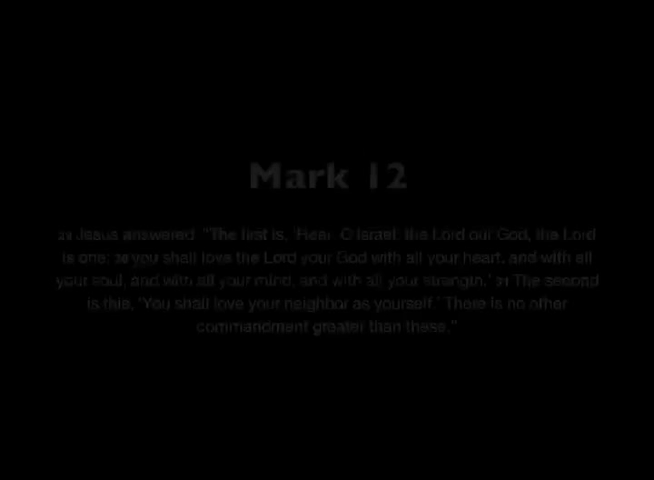 Mark 12
29 Jesus answered, "The first is, 'Hear, O Israel: the Lord our God, the Lord
is one; 30 you shall love the Lord your God with all your heart, and with all
your soul, and with all your mind, and with all your strength.' 31 The second
is this, 'You shall love your neighbor as yourself.' There is no other
commandment greater than these."